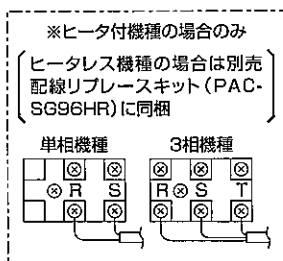 ※ヒータ付機種の場合のみ
ヒータレス機種の場合は別売
配線リプレースキット(PAC-
SG96HR)に同梱
単相機種
3相機種
R S
R S T